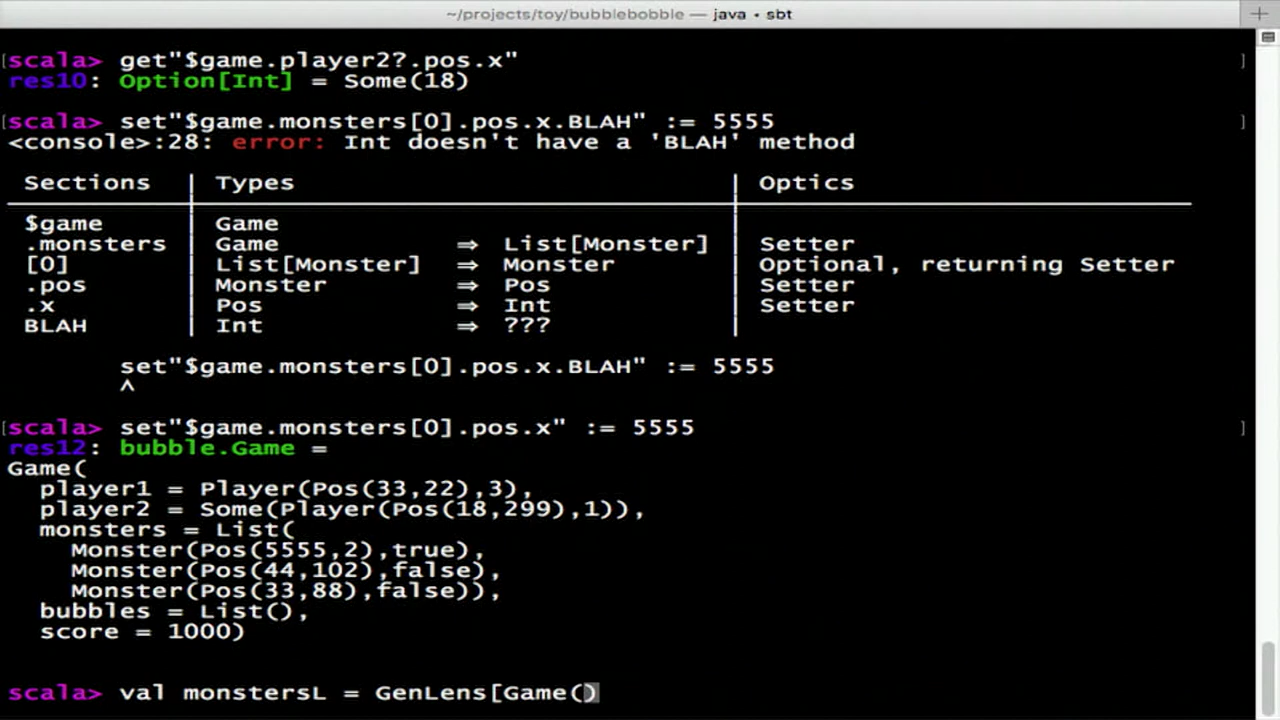 ~/projects/toy/bubblebobble — java • sbt
[scala> get"$game.player2?.pos.x" ]
res10: Option[Int] = Some(18)
[scala> set"$game.monsters[0].pos.x.BLAH" := 5555 ]
<console>:28: error: Int doesn't have a 'BLAH' method
Sections | Types | Optics
$game | Game |
.monsters | Game ⇒ List[Monster] | Setter
[0] | List[Monster] ⇒ Monster | Optional, returning Setter
.pos | Monster ⇒ Pos | Setter
.x | Pos ⇒ Int | Setter
BLAH | Int ⇒ ??? |
set"$game.monsters[0].pos.x.BLAH" := 5555
^
[scala> set"$game.monsters[0].pos.x" := 5555 ]
res12: bubble.Game =
Game(
player1 = Player(Pos(33,22),3),
player2 = Some(Player(Pos(18,299),1)),
monsters = List(
Monster(Pos(5555,2),true),
Monster(Pos(44,102),false),
Monster(Pos(33,88),false)),
bubbles = List(),
score = 1000)
scala> val monstersL = GenLens[Game()